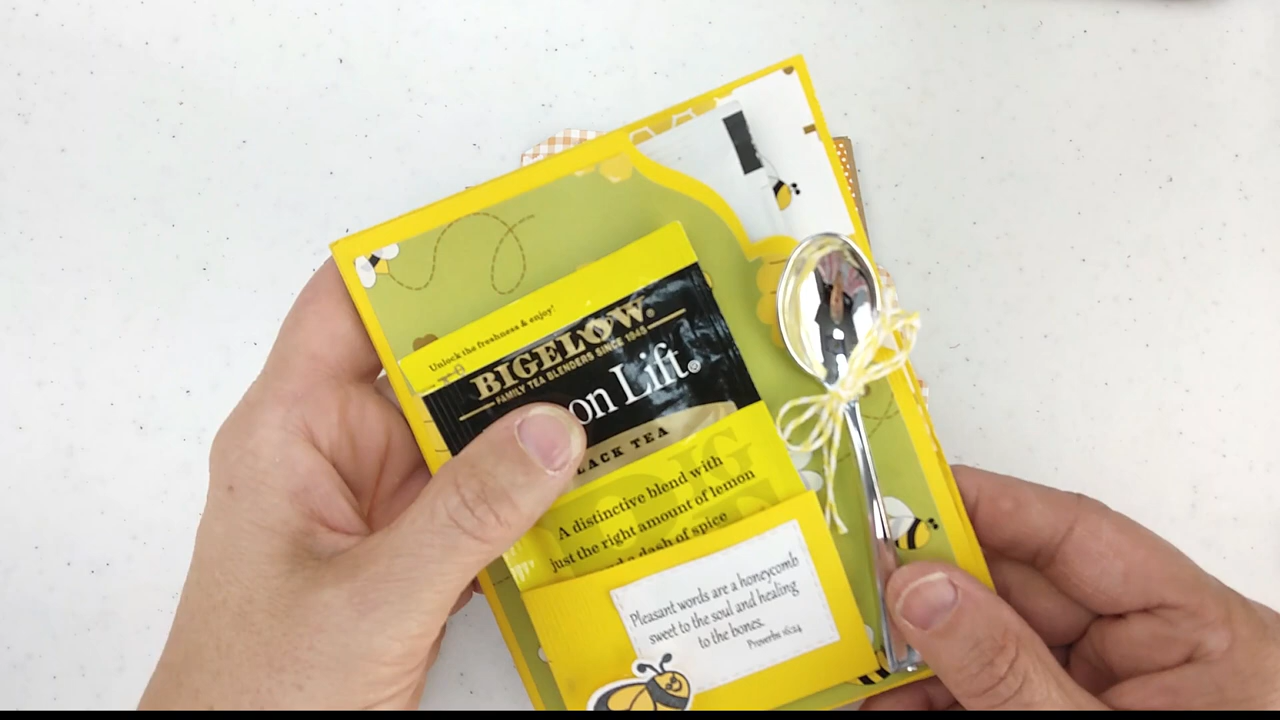 Unlock the freshness & enjoy!
BIGELOW®
FAMILY TEA BLENDERS SINCE 1945
on Lift®
LACK TEA
BIG
A distinctive blend with
just the right amount of lemon
a dash of spice
Pleasant words are a honeycomb
sweet to the soul and healing
to the bones.
Proverbs 16:24